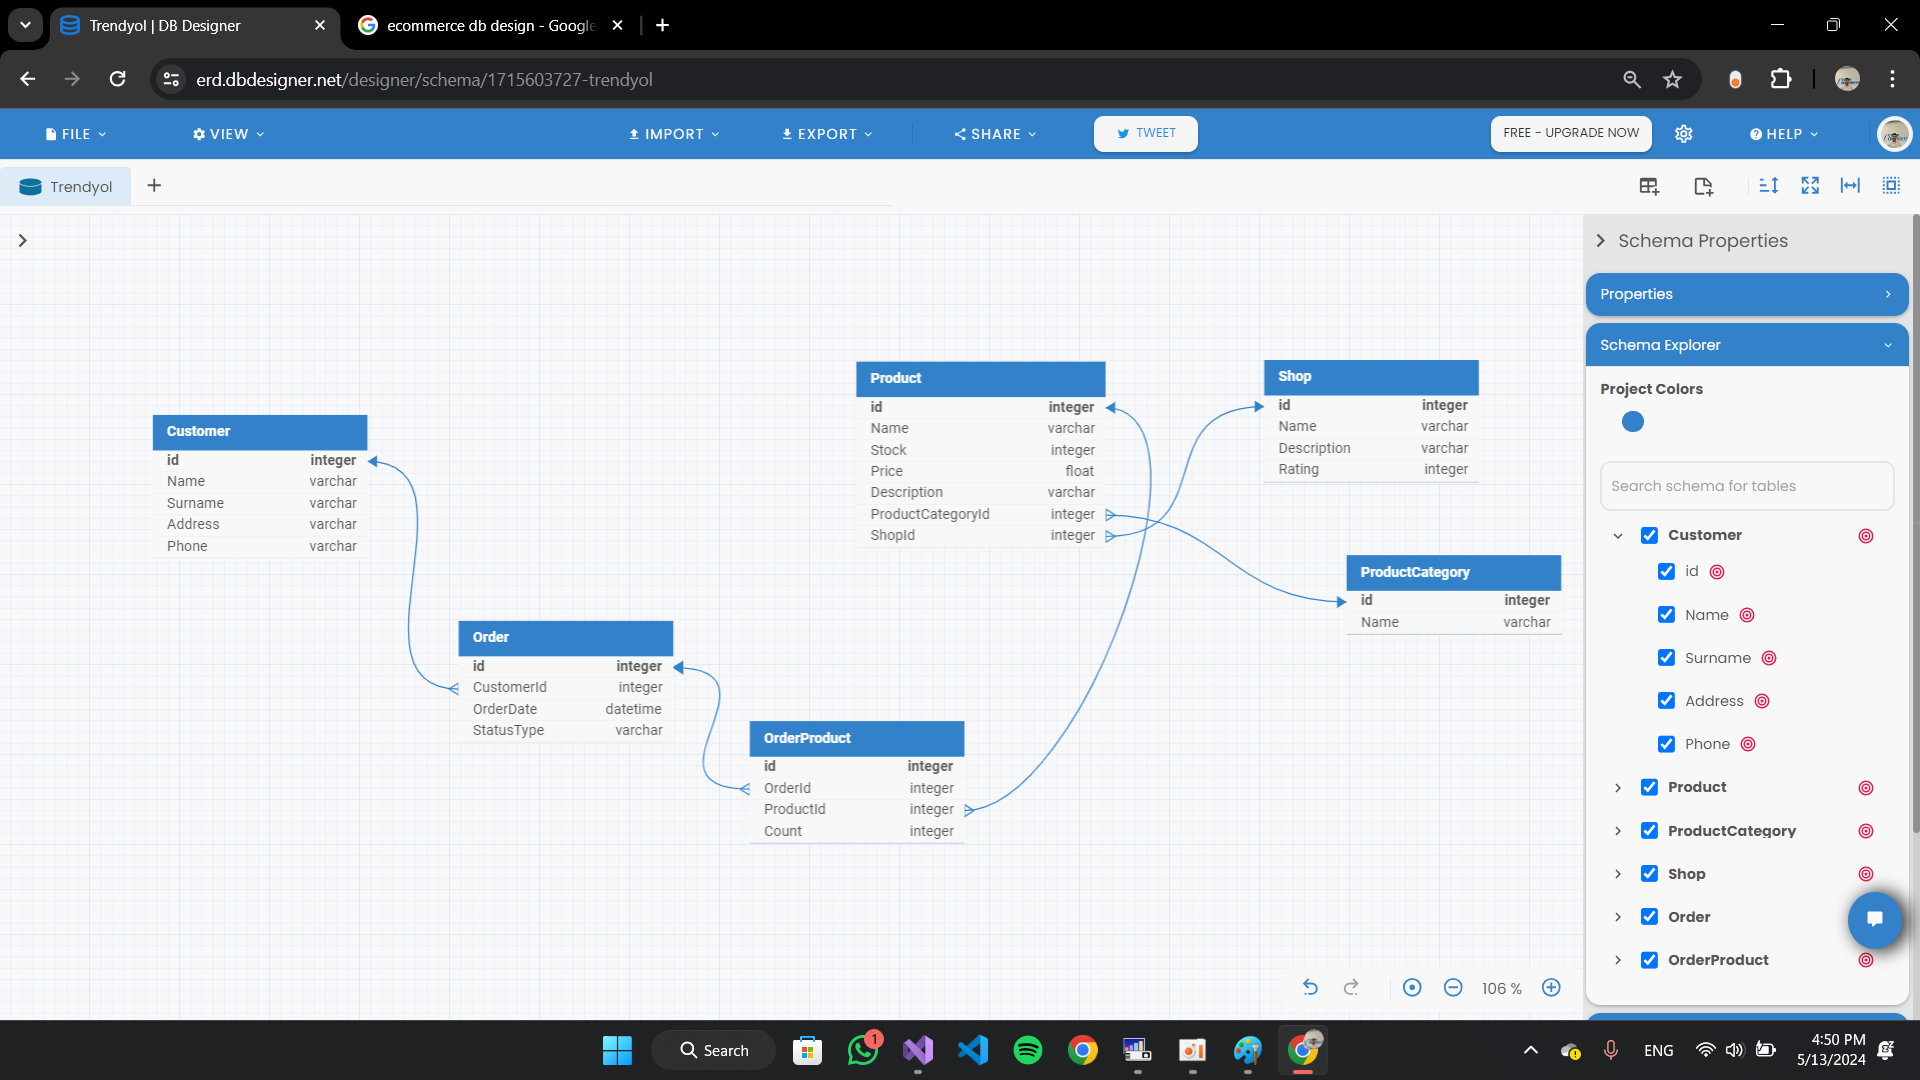 Trendyol | DB Designer
ecommerce db design - Google
erd.dbdesigner.net/designer/schema/1715603727-trendyol
FILE
VIEW
IMPORT
EXPORT
SHARE
TWEET
FREE - UPGRADE NOW
HELP
Trendyol
Customer
id integer
Name varchar
Surname varchar
Address varchar
Phone varchar
Order
id integer
CustomerId integer
OrderDate datetime
StatusType varchar
OrderProduct
id integer
OrderId integer
ProductId integer
Count integer
Product
id integer
Name varchar
Stock integer
Price float
Description varchar
ProductCategoryId integer
ShopId integer
Shop
id integer
Name varchar
Description varchar
Rating integer
ProductCategory
id integer
Name varchar
106 %
Schema Properties
Properties
Schema Explorer
Project Colors
Search schema for tables
Customer
id
Name
Surname
Address
Phone
Product
ProductCategory
Shop
Order
OrderProduct
Search
1
ENG
4:50 PM
5/13/2024